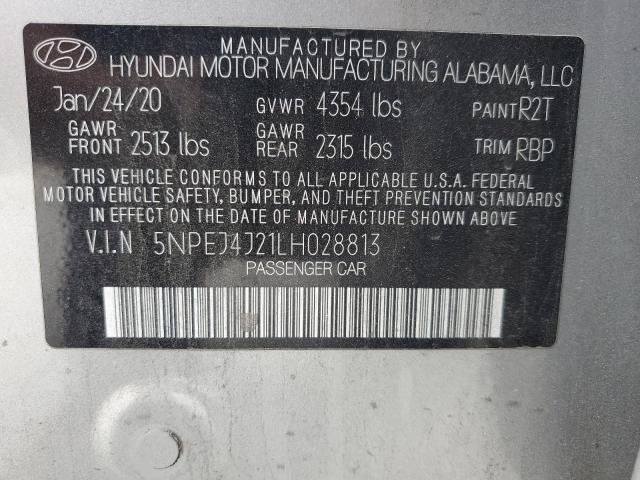 MANUFACTURED BY
HYUNDAI MOTOR MANUFACTURING ALABAMA, LLC
Jan/24/20 GVWR 4354 lbs PAINT R2T
GAWR FRONT 2513 lbs GAWR REAR 2315 lbs TRIM RBP
THIS VEHICLE CONFORMS TO ALL APPLICABLE U.S.A. FEDERAL
MOTOR VEHICLE SAFETY, BUMPER, AND THEFT PREVENTION
STANDARDS IN EFFECT ON THE DATE OF MANUFACTURE SHOWN ABOVE
V.I.N 5NPEJ4J21LH028813
PASSENGER CAR